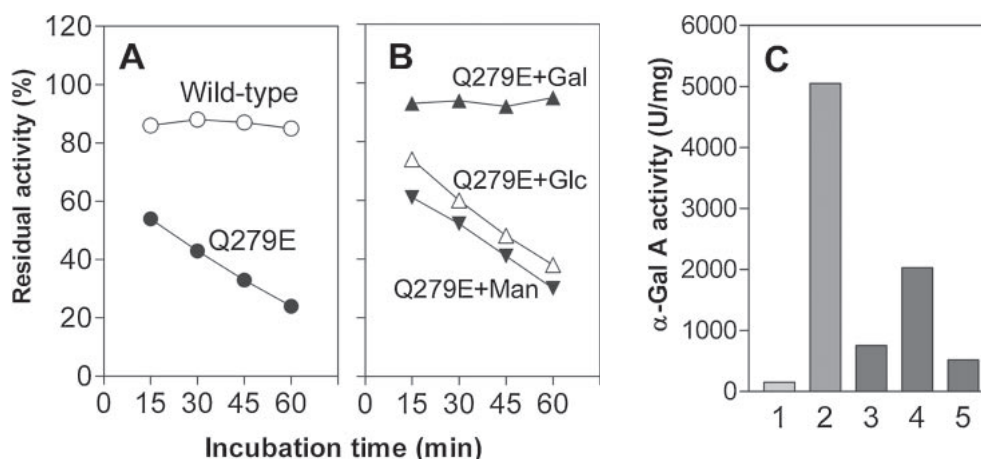 A
Residual activity (%)
120
100
80
60
40
20
0
Wild-type
Q279E
0 15 30 45 60
B
Q279E+Gal
Q279E+Glc
Q279E+Man
0 15 30 45 60
Incubation time (min)
C
α-Gal A activity (U/mg)
6000
5000
4000
3000
2000
1000
0
1 2 3 4 5